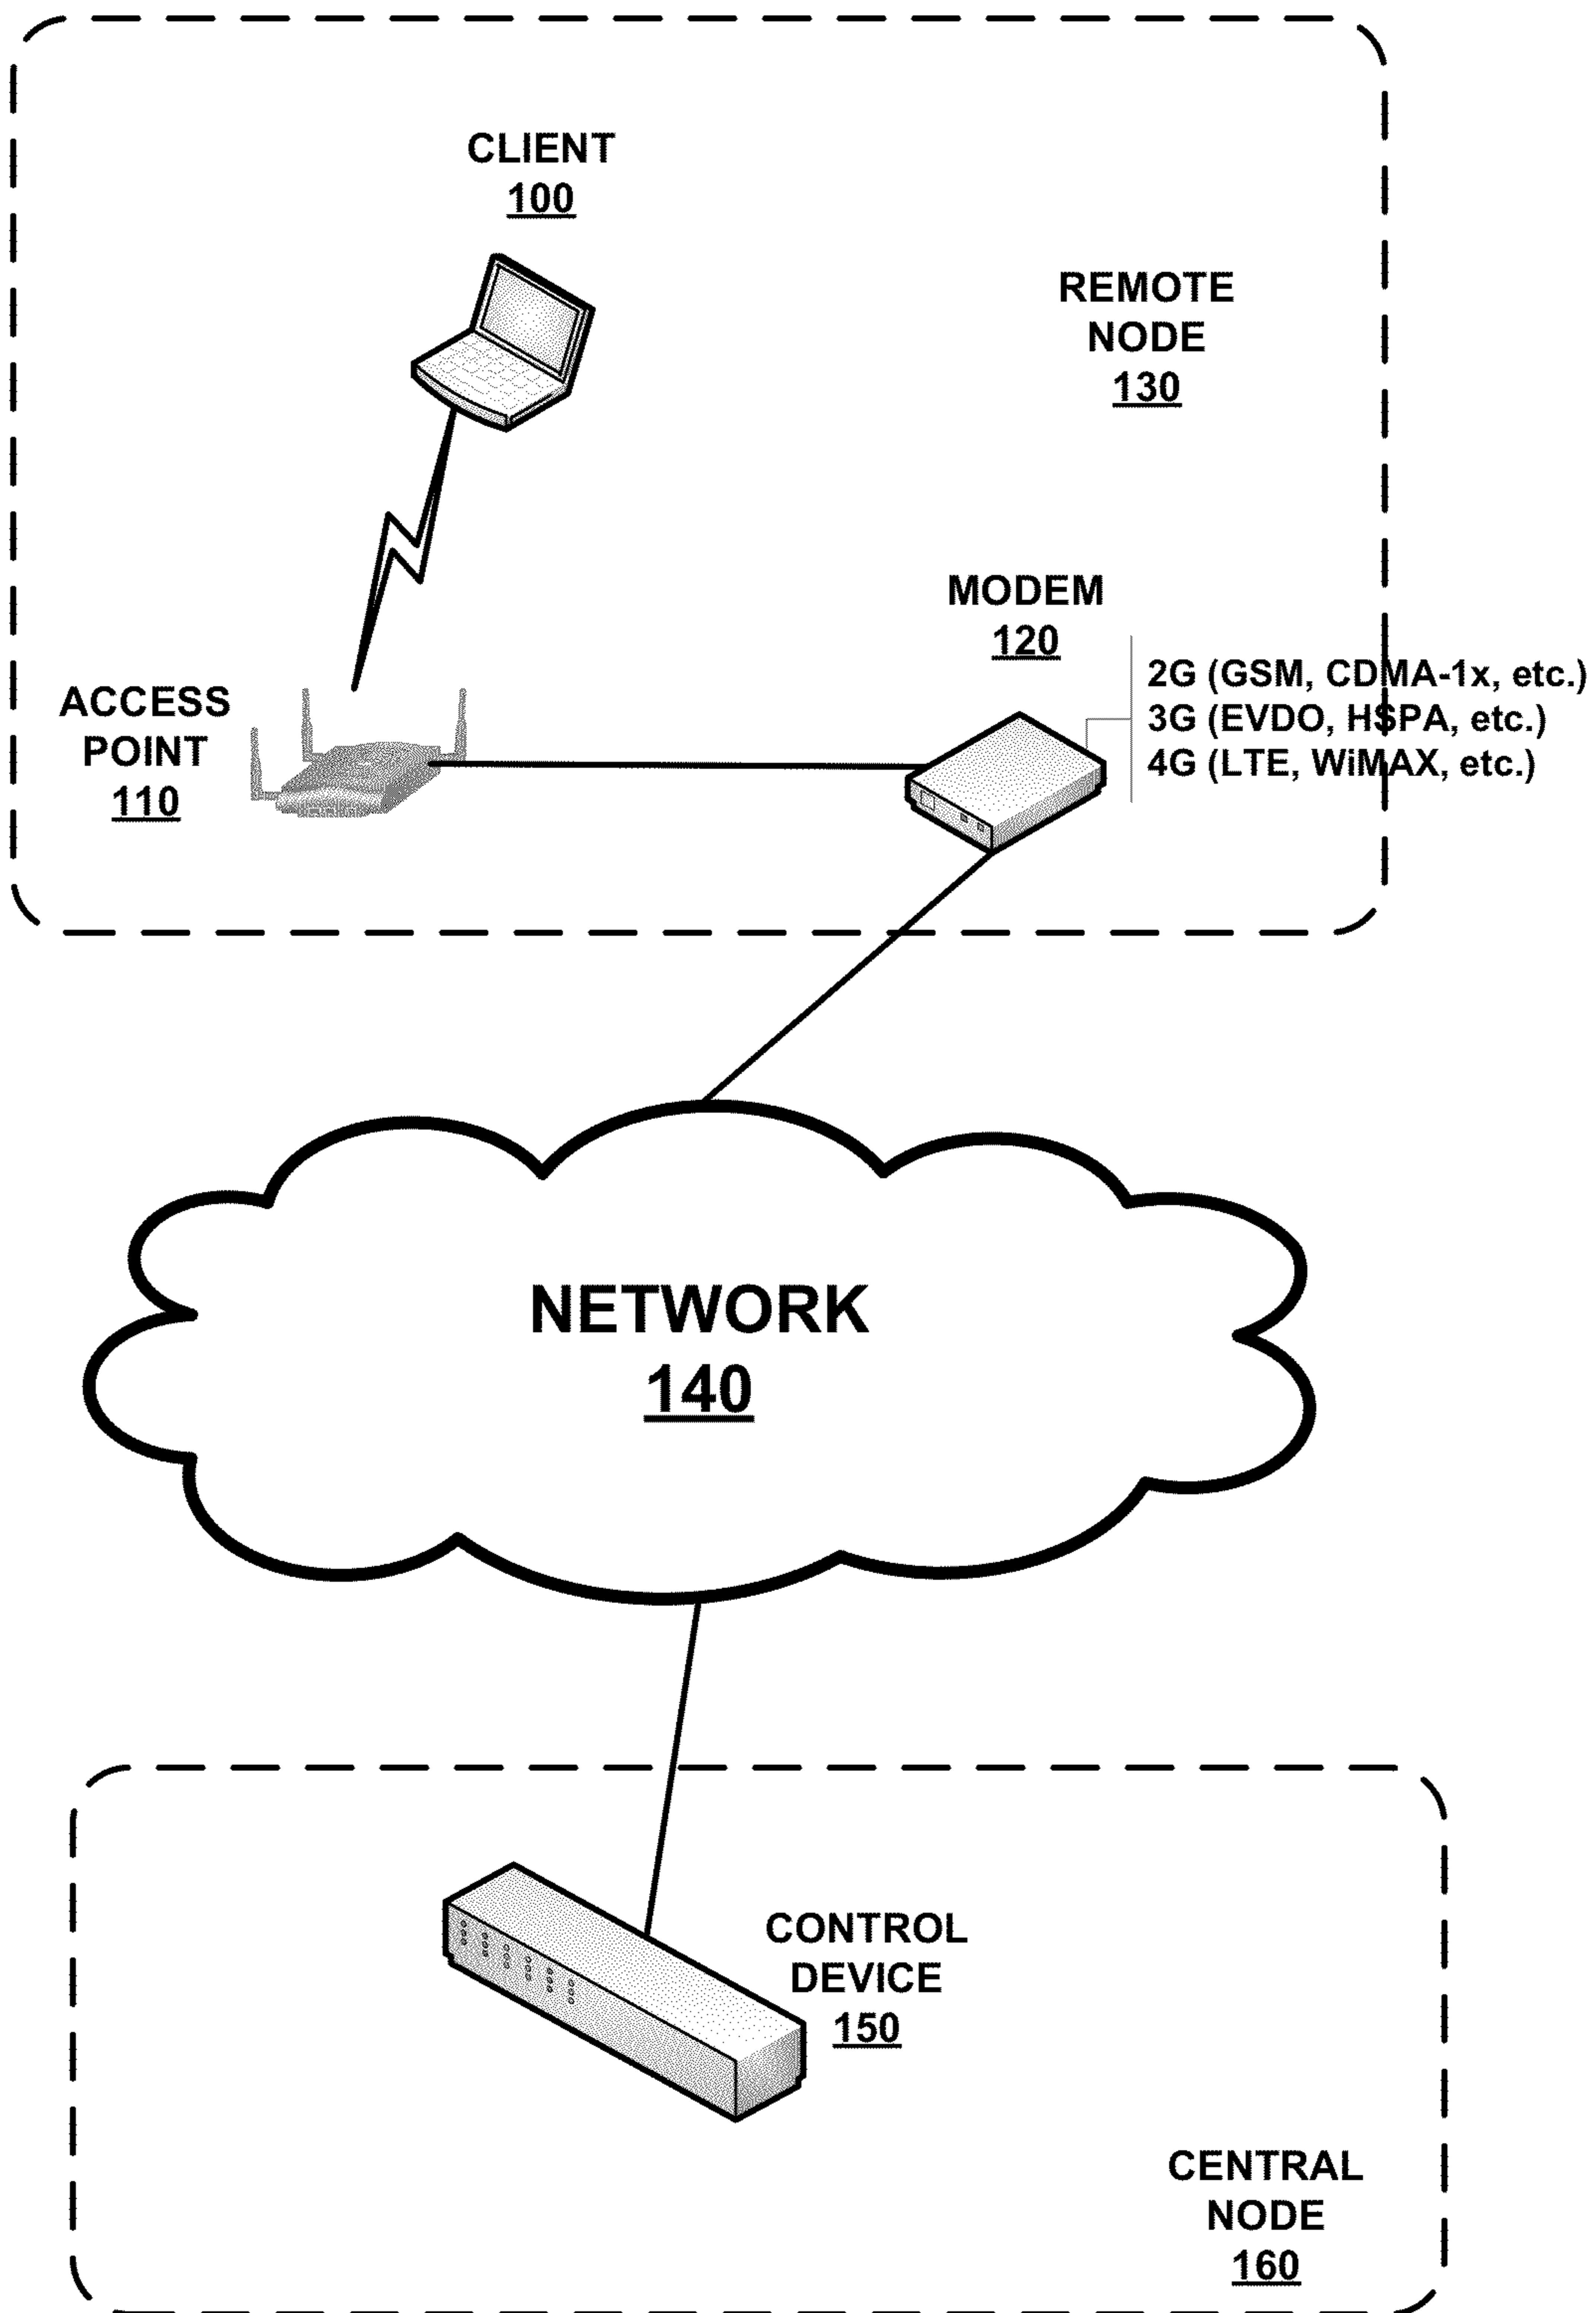 CLIENT
100
REMOTE
NODE
130
MODEM
120
2G (GSM, CDMA-1x, etc.)
3G (EVDO, HSPA, etc.)
4G (LTE, WiMAX, etc.)
ACCESS
POINT
110
NETWORK
140
CONTROL
DEVICE
150
CENTRAL
NODE
160